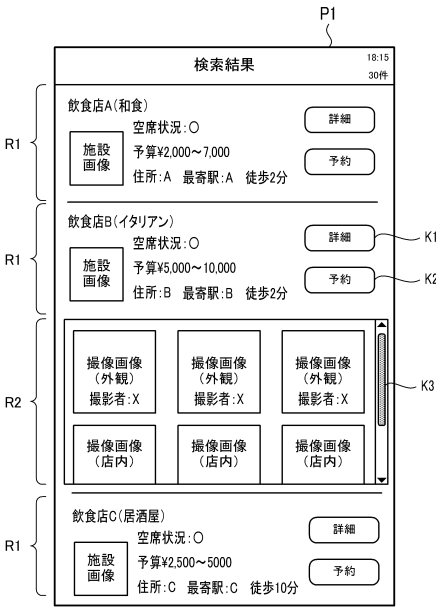 P1
検索結果
18:15
30件
R1
飲食店A(和食)
空席状況:○
施設
画像
予算¥2,000～7,000
住所:A 最寄駅:A 徒歩2分
詳細
予約
R1
飲食店B(イタリアン)
空席状況:○
施設
画像
予算¥5,000～10,000
住所:B 最寄駅:B 徒歩2分
詳細
K1
予約
K2
R2
撮像画像
(外観)
撮影者:X
撮像画像
(外観)
撮影者:X
撮像画像
(外観)
撮影者:X
K3
撮像画像
(店内)
撮像画像
(店内)
撮像画像
(店内)
R1
飲食店C(居酒屋)
空席状況:○
施設
画像
予算¥2,500～5000
住所:C 最寄駅:C 徒歩10分
詳細
予約